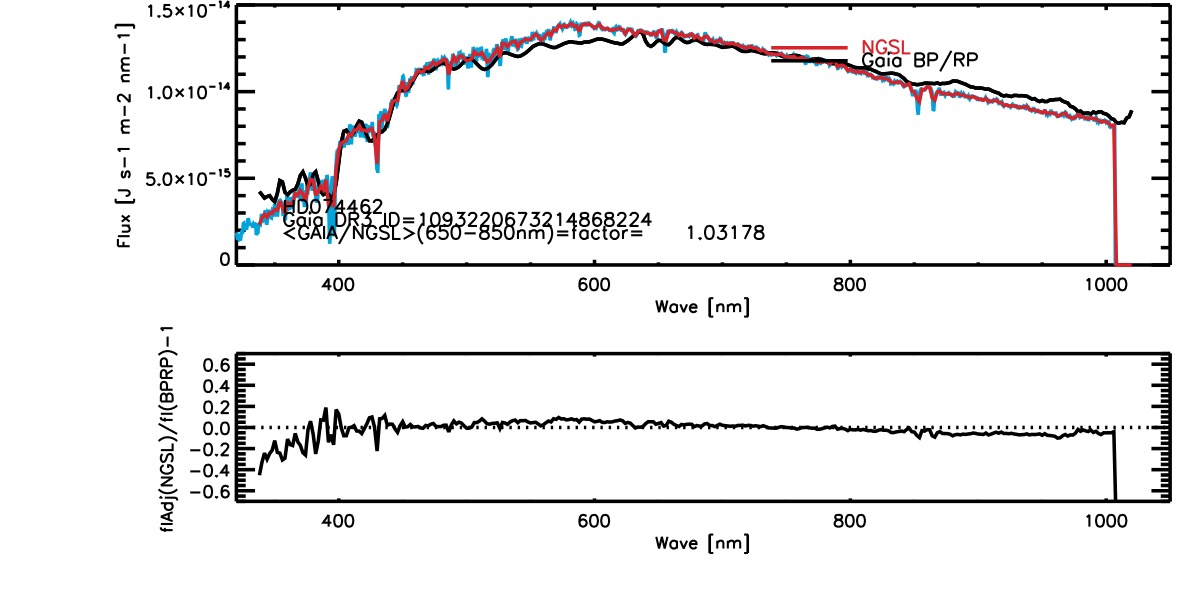 1.5×10−14
1.0×10−14
5.0×10−15
0
Flux [J s−1 m−2 nm−1]
NGSL
Gaia BP/RP
HD074462
Gaia DR3 ID=1093220673214868224
<GAIA/NGSL>(650−850nm)=factor= 1.03178
400 600 800 1000
Wave [nm]
flAdj(NGSL)/fl(BPRP)−1
0.6
0.4
0.2
0.0
−0.2
−0.4
−0.6
400 600 800 1000
Wave [nm]